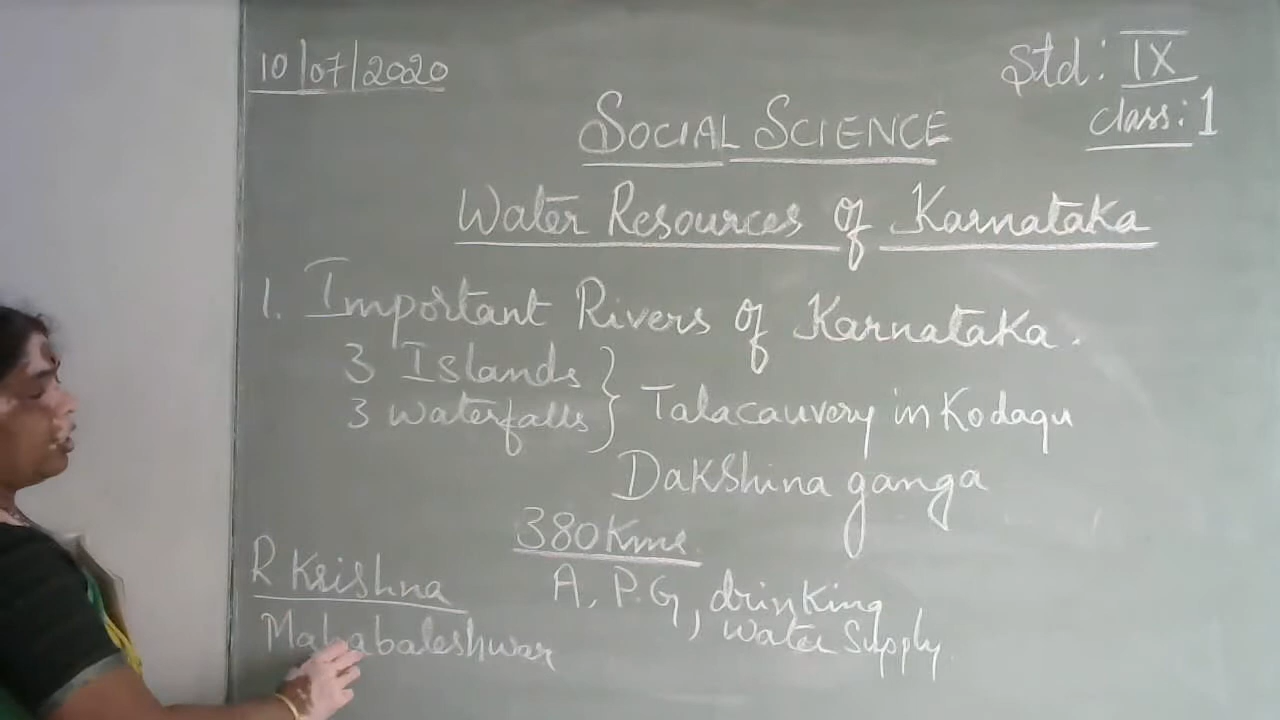 10/07/2020
Std: IX
class: 1
SOCIAL SCIENCE
Water Resources of Karnataka
1. Important Rivers of Karnataka.
3 Islands
3 waterfalls } Talacauvery in Kodagu
Dakshina ganga
380 Kms.
R Krishna
A, P.G, drinking
Mahabaleshwar
water Supply.